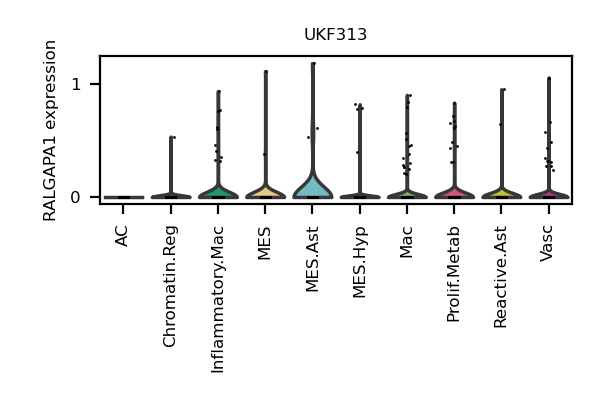 UKF313
RALGAPA1 expression
1
0
AC
Chromatin.Reg
Inflammatory.Mac
MES
MES.Ast
MES.Hyp
Mac
Prolif.Metab
Reactive.Ast
Vasc